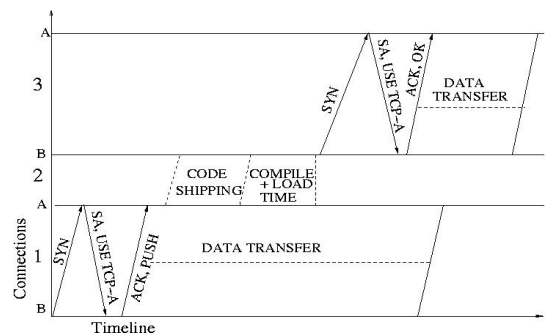 A
3
SYN
SA, USE TCP-A
ACK, OK
DATA
TRANSFER
B
2
CODE
SHIPPING
COMPILE
+ LOAD
TIME
A
Connections
1
SYN
SA, USE TCP-A
ACK, PUSH
DATA TRANSFER
B
Timeline